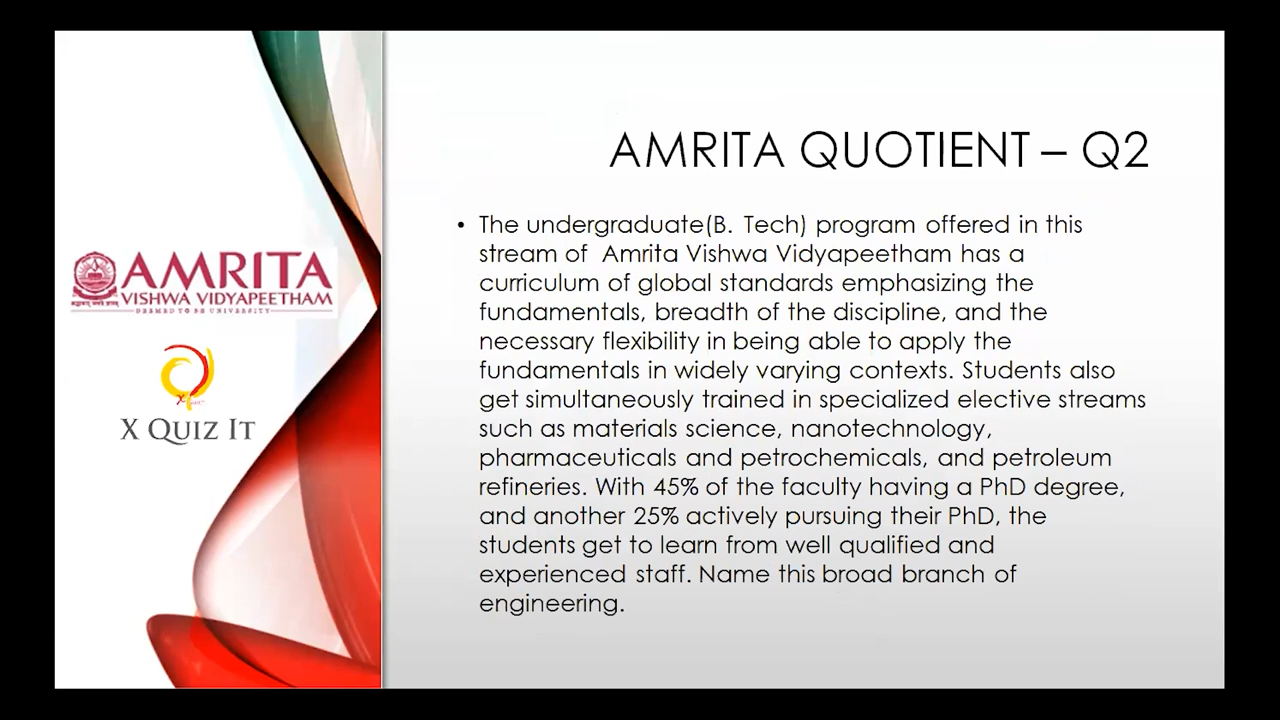 AMRITA QUOTIENT – Q2
• The undergraduate(B. Tech) program offered in this
stream of Amrita Vishwa Vidyapeetham has a
curriculum of global standards emphasizing the
fundamentals, breadth of the discipline, and the
necessary flexibility in being able to apply the
fundamentals in widely varying contexts. Students also
get simultaneously trained in specialized elective streams
such as materials science, nanotechnology,
pharmaceuticals and petrochemicals, and petroleum
refineries. With 45% of the faculty having a PhD degree,
and another 25% actively pursuing their PhD, the
students get to learn from well qualified and
experienced staff. Name this broad branch of
engineering.
AMRITA
VISHWA VIDYAPEETHAM
DEEMED TO BE UNIVERSITY
X QUIZ IT